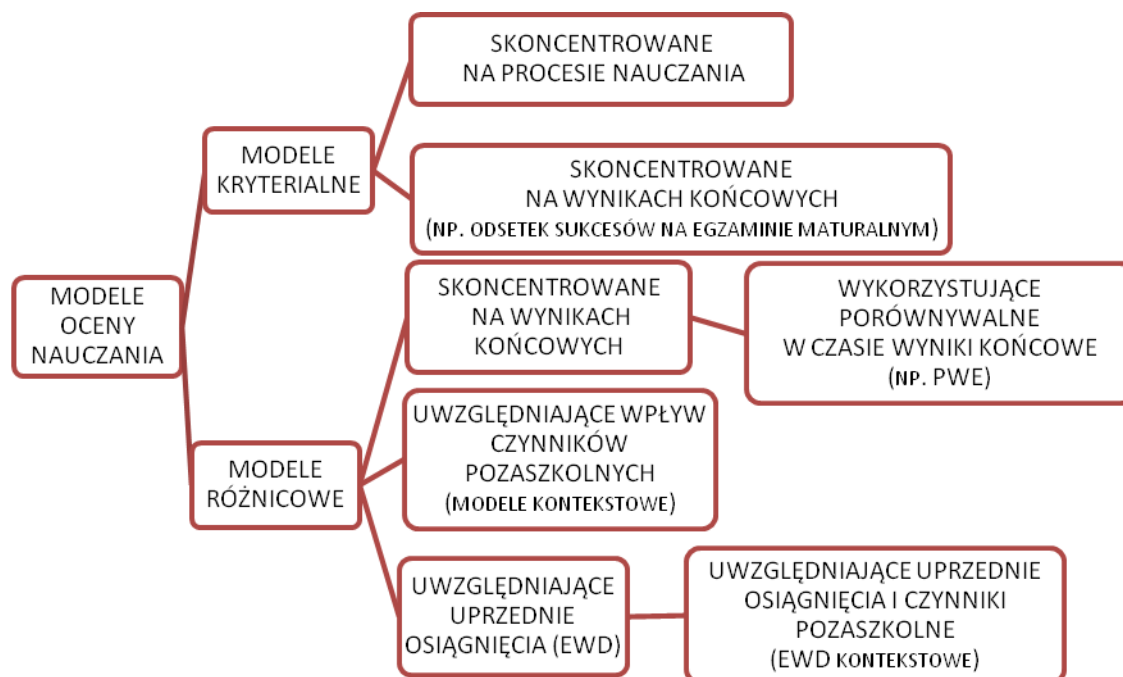 SKONCENTROWANE
NA PROCESIE NAUCZANIA
MODELE
KRYTERIALNE
SKONCENTROWANE
NA WYNIKACH KOŃCOWYCH
(NP. ODSETEK SUKCESÓW NA EGZAMINIE MATURALNYM)
MODELE
OCENY
NAUCZANIA
SKONCENTROWANE
NA WYNIKACH
KOŃCOWYCH
WYKORZYSTUJĄCE
PORÓWNYWALNE
W CZASIE WYNIKI KOŃCOWE
(NP. PWE)
MODELE
RÓŻNICOWE
UWZGLĘDNIAJĄCE WPŁYW
CZYNNIKÓW
POZASZKOLNYCH
(MODELE KONTEKSTOWE)
UWZGLĘDNIAJĄCE
UPRZEDNIE
OSIĄGNIĘCIA (EWD)
UWZGLĘDNIAJĄCE UPRZEDNIE
OSIĄGNIĘCIA I CZYNNIKI
POZASZKOLNE
(EWD KONTEKSTOWE)